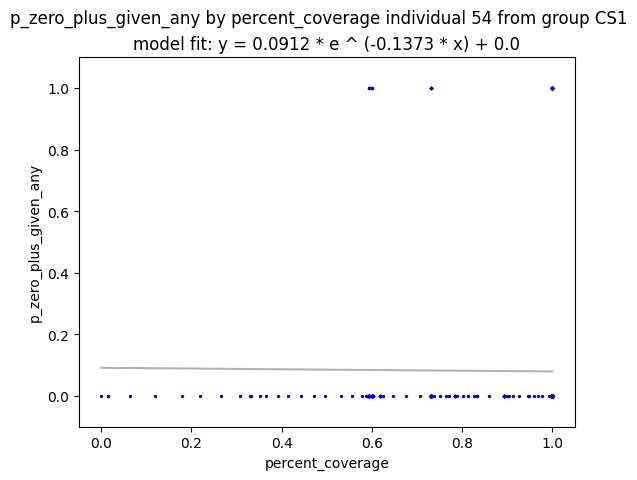 p_zero_plus_given_any by percent_coverage individual 54 from group CS1
model fit: y = 0.0912 * e ^ (-0.1373 * x) + 0.0
1.0
0.8
0.6
0.4
0.2
0.0
p_zero_plus_given_any
0.0 0.2 0.4 0.6 0.8 1.0
percent_coverage